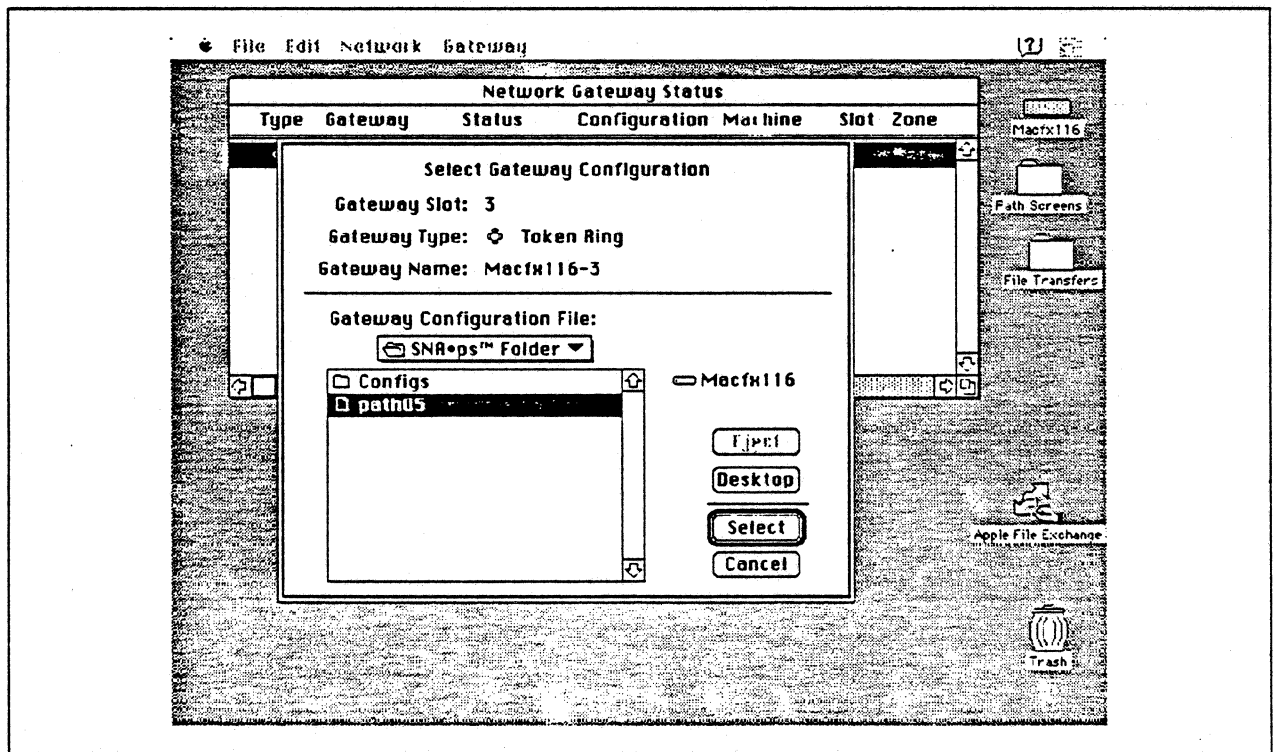 File Edit Network Gateway
Network Gateway Status
Type Gateway Status Configuration Machine Slot Zone
Select Gateway Configuration
Gateway Slot: 3
Gateway Type: Token Ring
Gateway Name: Macfx116-3
Gateway Configuration File:
SNA•ps™ Folder
Configs
path05
Macfx116
Eject
Desktop
Select
Cancel
Macfx116
Path Screens
File Transfers
Apple File Exchange
Trash